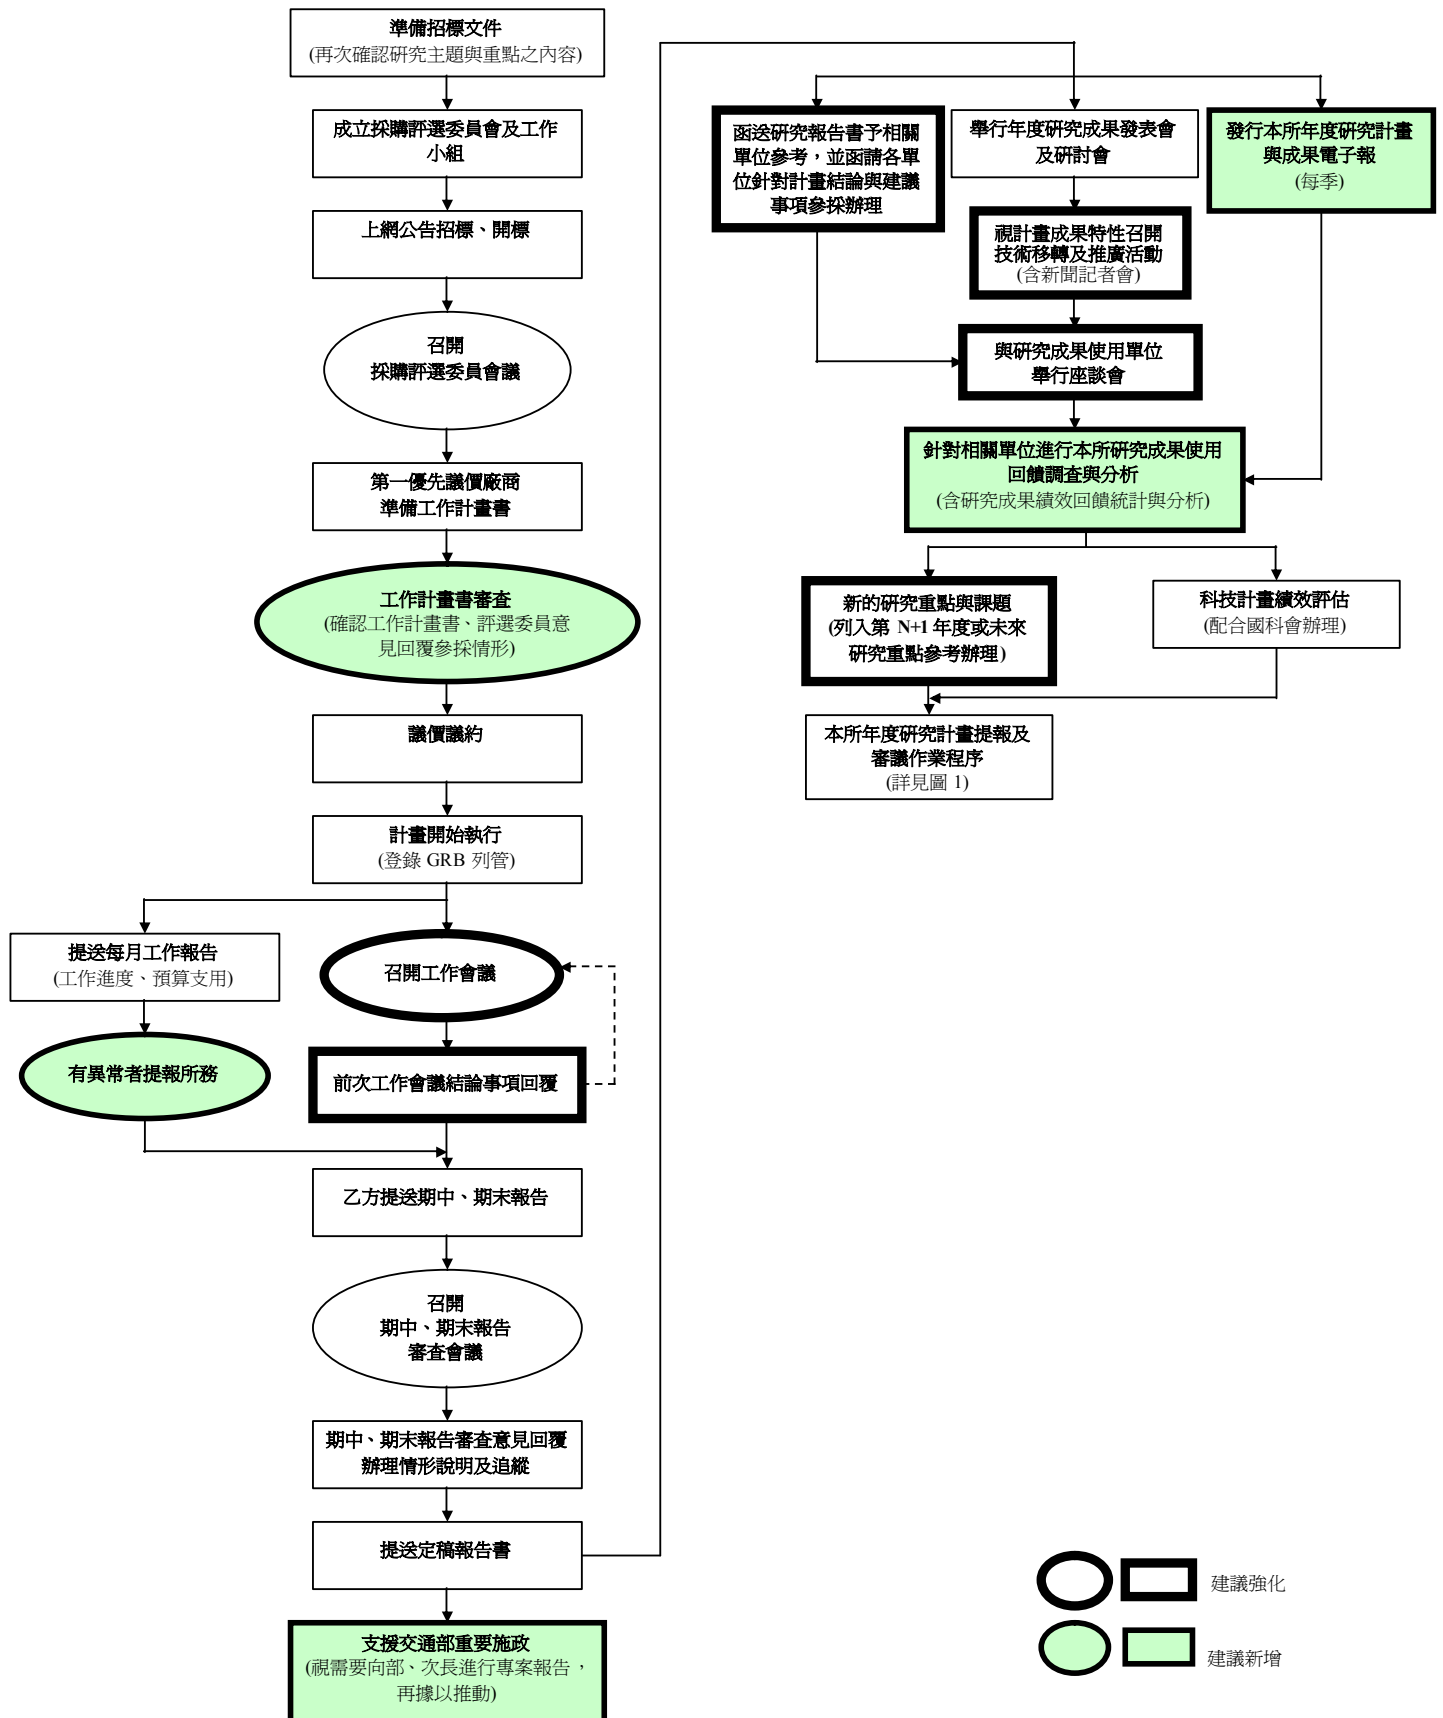 準備招標文件
(再次確認研究主題與重點之內容)
成立採購評選委員會及工作
小組
上網公告招標、開標
召開
採購評選委員會議
第一優先議價廠商
準備工作計畫書
工作計畫書審查
(確認工作計畫書、評選委員意
見回覆參採情形)
議價議約
計畫開始執行
(登錄 GRB 列管)
提送每月工作報告
(工作進度、預算支用)
有異常者提報所務
召開工作會議
前次工作會議結論事項回覆
乙方提送期中、期末報告
召開
期中、期末報告
審查會議
期中、期末報告審查意見回覆
辦理情形說明及追蹤
提送定稿報告書
支援交通部重要施政
(視需要向部、次長進行專案報告，
再據以推動)
函送研究報告書予相關
單位參考，並函請各單
位針對計畫結論與建議
事項參採辦理
舉行年度研究成果發表會
及研討會
發行本所年度研究計畫
與成果電子報
(每季)
視計畫成果特性召開
技術移轉及推廣活動
(含新聞記者會)
與研究成果使用單位
舉行座談會
針對相關單位進行本所研究成果使用
回饋調查與分析
(含研究成果績效回饋統計與分析)
新的研究重點與課題
(列入第 N+1 年度或未來
研究重點參考辦理)
科技計畫績效評估
(配合國科會辦理)
本所年度研究計畫提報及
審議作業程序
(詳見圖 1)
建議強化
建議新增